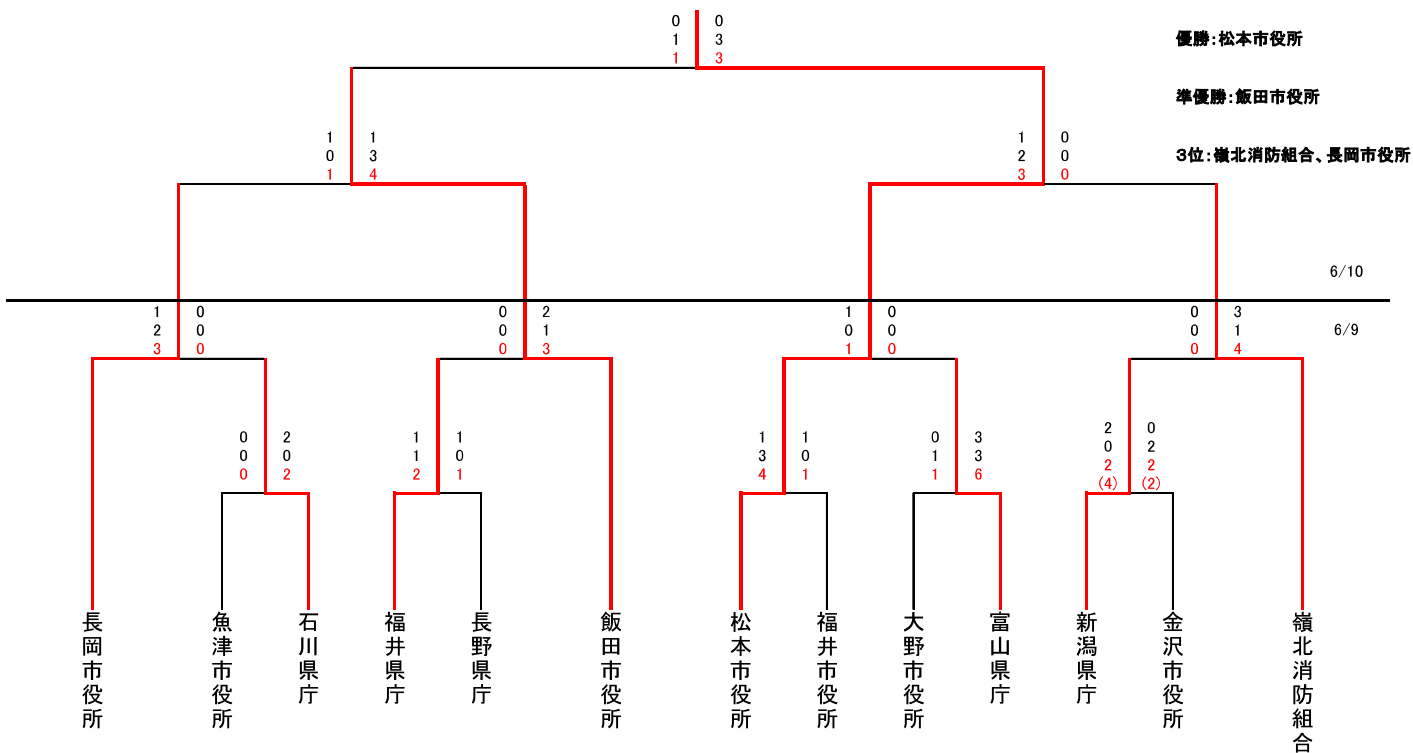 0 0
1 3
1 3
優勝:松本市役所
準優勝:飯田市役所
3位:嶺北消防組合、長岡市役所
1 1
0 3
1 4
1 0
2 0
3 0
6/10
6/9
1 0
2 0
3 0
0 2
0 1
0 3
1 0
0 0
1 0
0 3
0 1
0 4
0 2
0 0
0 2
1 1
1 0
2 1
1 1
3 0
4 1
0 3
1 3
1 6
2 0
0 2
2 2
(4) (2)
長岡市役所
魚津市役所
石川県庁
福井県庁
長野県庁
飯田市役所
松本市役所
福井市役所
大野市役所
富山県庁
新潟県庁
金沢市役所
嶺北消防組合